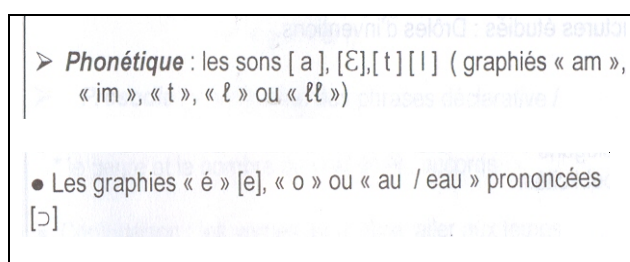 ➤ Phonétique : les sons [ a ], [Ɛ],[ t ] [ l ] ( graphiés « am »,
« im », « t », « ℓ » ou « ℓℓ »)
● Les graphies « é » [e], « o » ou « au / eau » prononcées
[Ɔ]